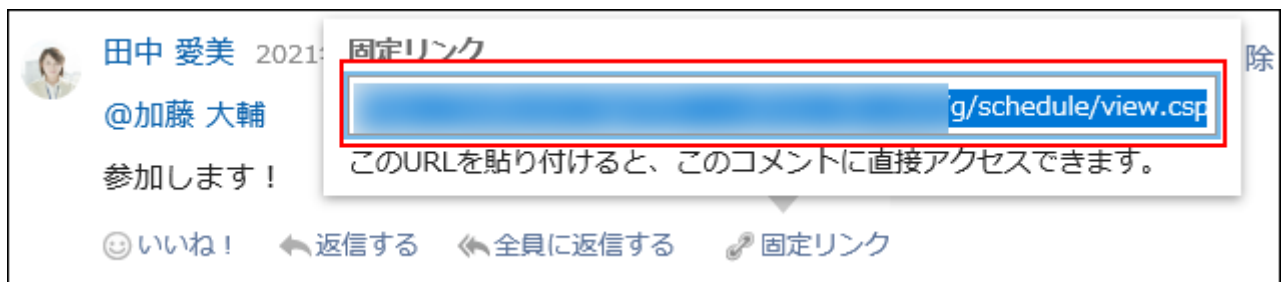 田中 愛美 2021
固定リンク
除
g/schedule/view.csp
@加藤 大輔
このURLを貼り付けると、このコメントに直接アクセスできます。
参加します！
いいね！ 返信する 全員に返信する 固定リンク